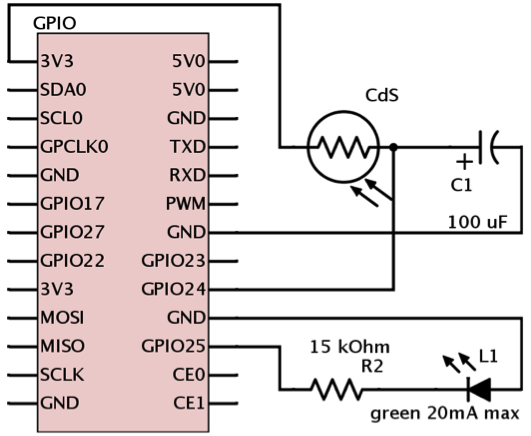 GPIO
3V3 5V0
SDA0 5V0
SCL0 GND
GPCLK0 TXD
GND RXD
GPIO17 PWM
GPIO27 GND
GPIO22 GPIO23
3V3 GPIO24
MOSI GND
MISO GPIO25
SCLK CE0
GND CE1
CdS
+
C1
100 uF
15 kOhm
R2
L1
green 20mA max